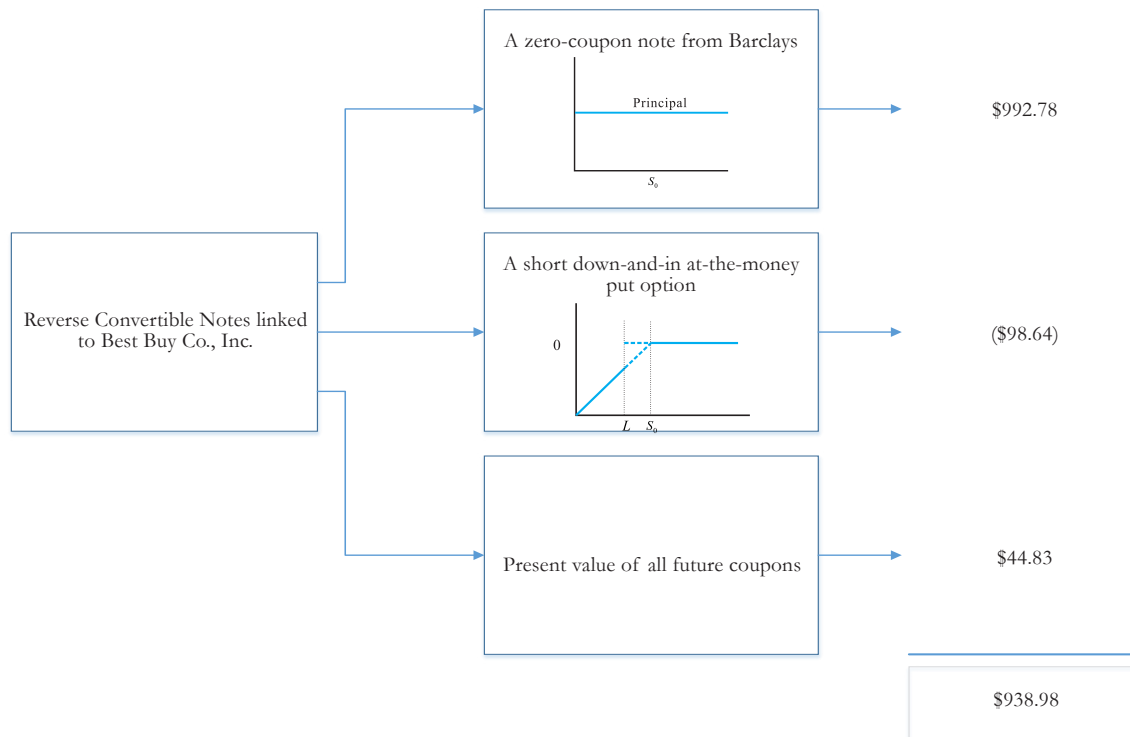 A zero-coupon note from Barclays
Principal
S₀
$992.78
Reverse Convertible Notes linked
to Best Buy Co., Inc.
A short down-and-in at-the-money
put option
0
L S₀
($98.64)
Present value of all future coupons
$44.83
$938.98